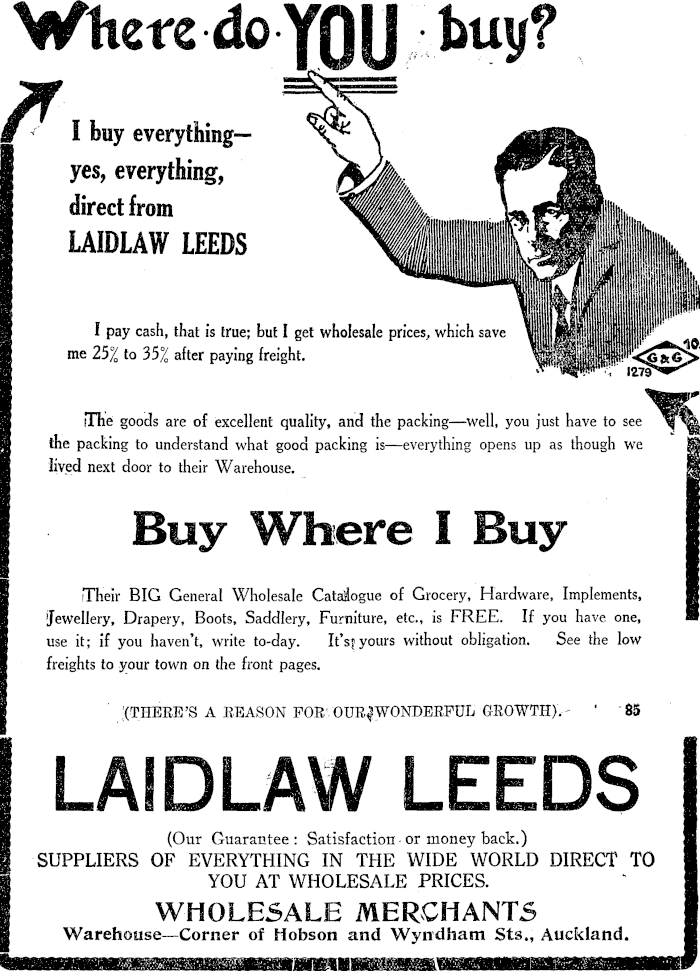 Where · do · YOU · buy?
I buy everything—
yes, everything,
direct from
LAIDLAW LEEDS
I pay cash, that is true; but I get wholesale prices, which save
me 25% to 35% after paying freight.
10
G & G
1279
The goods are of excellent quality, and the packing—well, you just have to see
the packing to understand what good packing is—everything opens up as though we
lived next door to their Warehouse.
Buy Where I Buy
Their BIG General Wholesale Catalogue of Grocery, Hardware, Implements,
Jewellery, Drapery, Boots, Saddlery, Furniture, etc., is FREE. If you have one,
use it; if you haven't, write to-day. It's yours without obligation. See the low
freights to your town on the front pages.
(THERE'S A REASON FOR OUR WONDERFUL GROWTH). 85
LAIDLAW LEEDS
(Our Guarantee: Satisfaction or money back.)
SUPPLIERS OF EVERYTHING IN THE WIDE WORLD DIRECT TO
YOU AT WHOLESALE PRICES.
WHOLESALE MERCHANTS
Warehouse—Corner of Hobson and Wyndham Sts., Auckland.